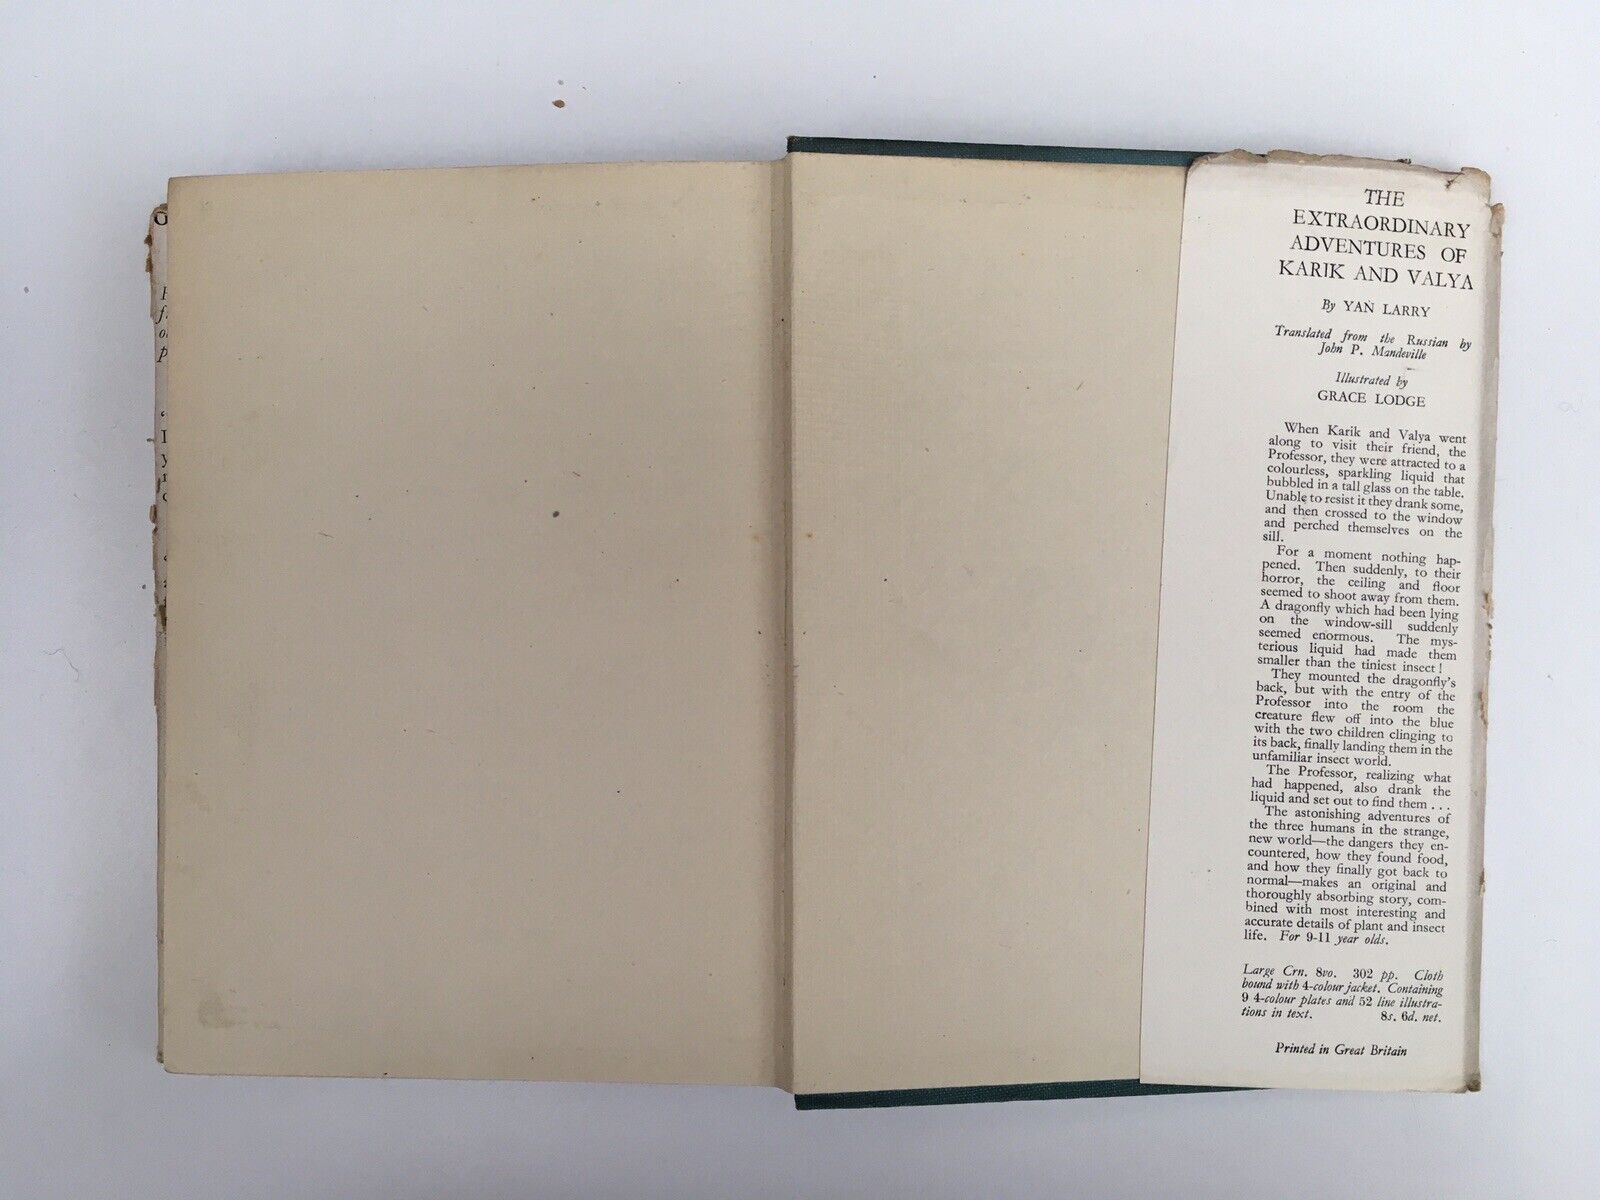 THE
EXTRAORDINARY
ADVENTURES OF
KARIK AND VALYA
By YAN LARRY
Translated from the Russian by
John P. Mandeville
Illustrated by
GRACE LODGE
When Karik and Valya went
along to visit their friend, the
Professor, they were attracted to a
colourless, sparkling liquid that
bubbled in a tall glass on the table.
Unable to resist it they drank some,
and then crossed to the window
and perched themselves on the
sill.
For a moment nothing hap-
pened. Then suddenly, to their
horror, the ceiling and floor
seemed to shoot away from them.
A dragonfly which had been lying
on the window-sill suddenly
seemed enormous. The mys-
terious liquid had made them
smaller than the tiniest insect!
They mounted the dragonfly's
back, but with the entry of the
Professor into the room the
creature flew off into the blue
with the two children clinging to
its back, finally landing them in the
unfamiliar insect world.
The Professor, realizing what
had happened, also drank the
liquid and set out to find them . . .
The astonishing adventures of
the three humans in the strange,
new world—the dangers they en-
countered, how they found food,
and how they finally got back to
normal—makes an original and
thoroughly absorbing story, com-
bined with most interesting and
accurate details of plant and insect
life. For 9-11 year olds.
Large Crn. 8vo. 302 pp. Cloth
bound with 4-colour jacket. Containing
9 4-colour plates and 52 line illustra-
tions in text. 8s. 6d. net.
Printed in Great Britain